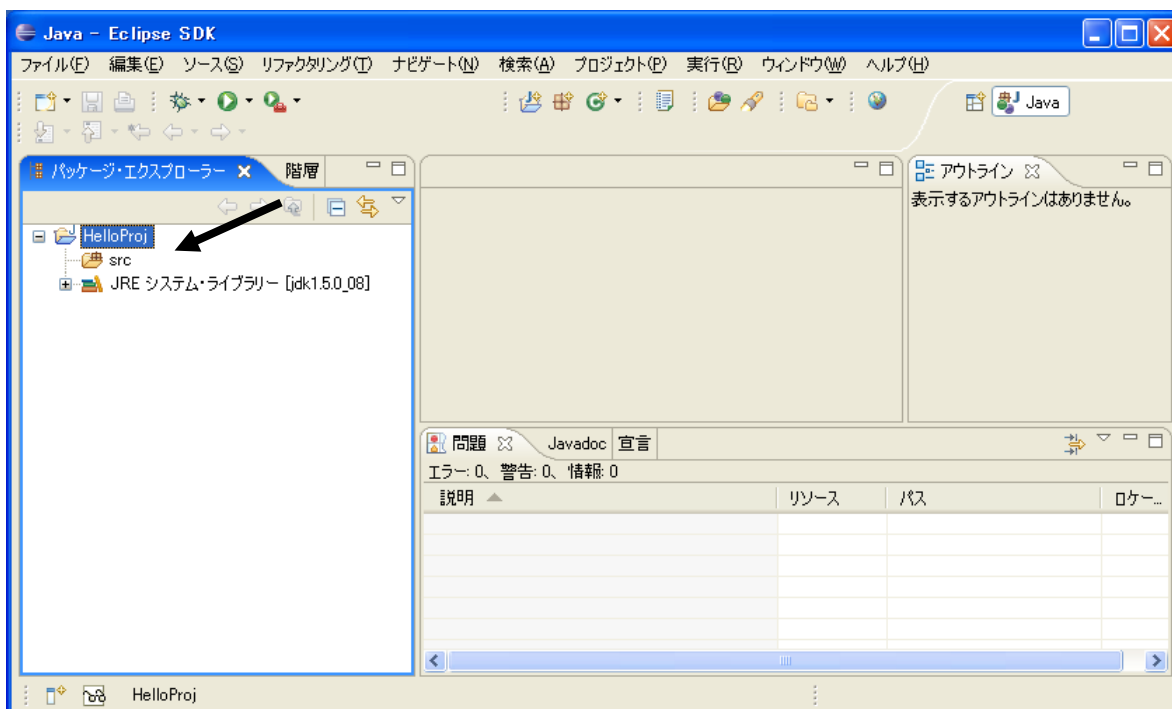 Java - Eclipse SDK
ファイル(F) 編集(E) ソース(S) リファクタリング(T) ナビゲート(N) 検索(A) プロジェクト(P) 実行(R) ウィンドウ(W) ヘルプ(H)
Java
パッケージ・エクスプローラー 階層
アウトライン
表示するアウトラインはありません。
HelloProj
src
JRE システム・ライブラリー [jdk1.5.0_08]
問題 Javadoc 宣言
エラー: 0、警告: 0、情報: 0
説明 リソース パス ロケー...
HelloProj